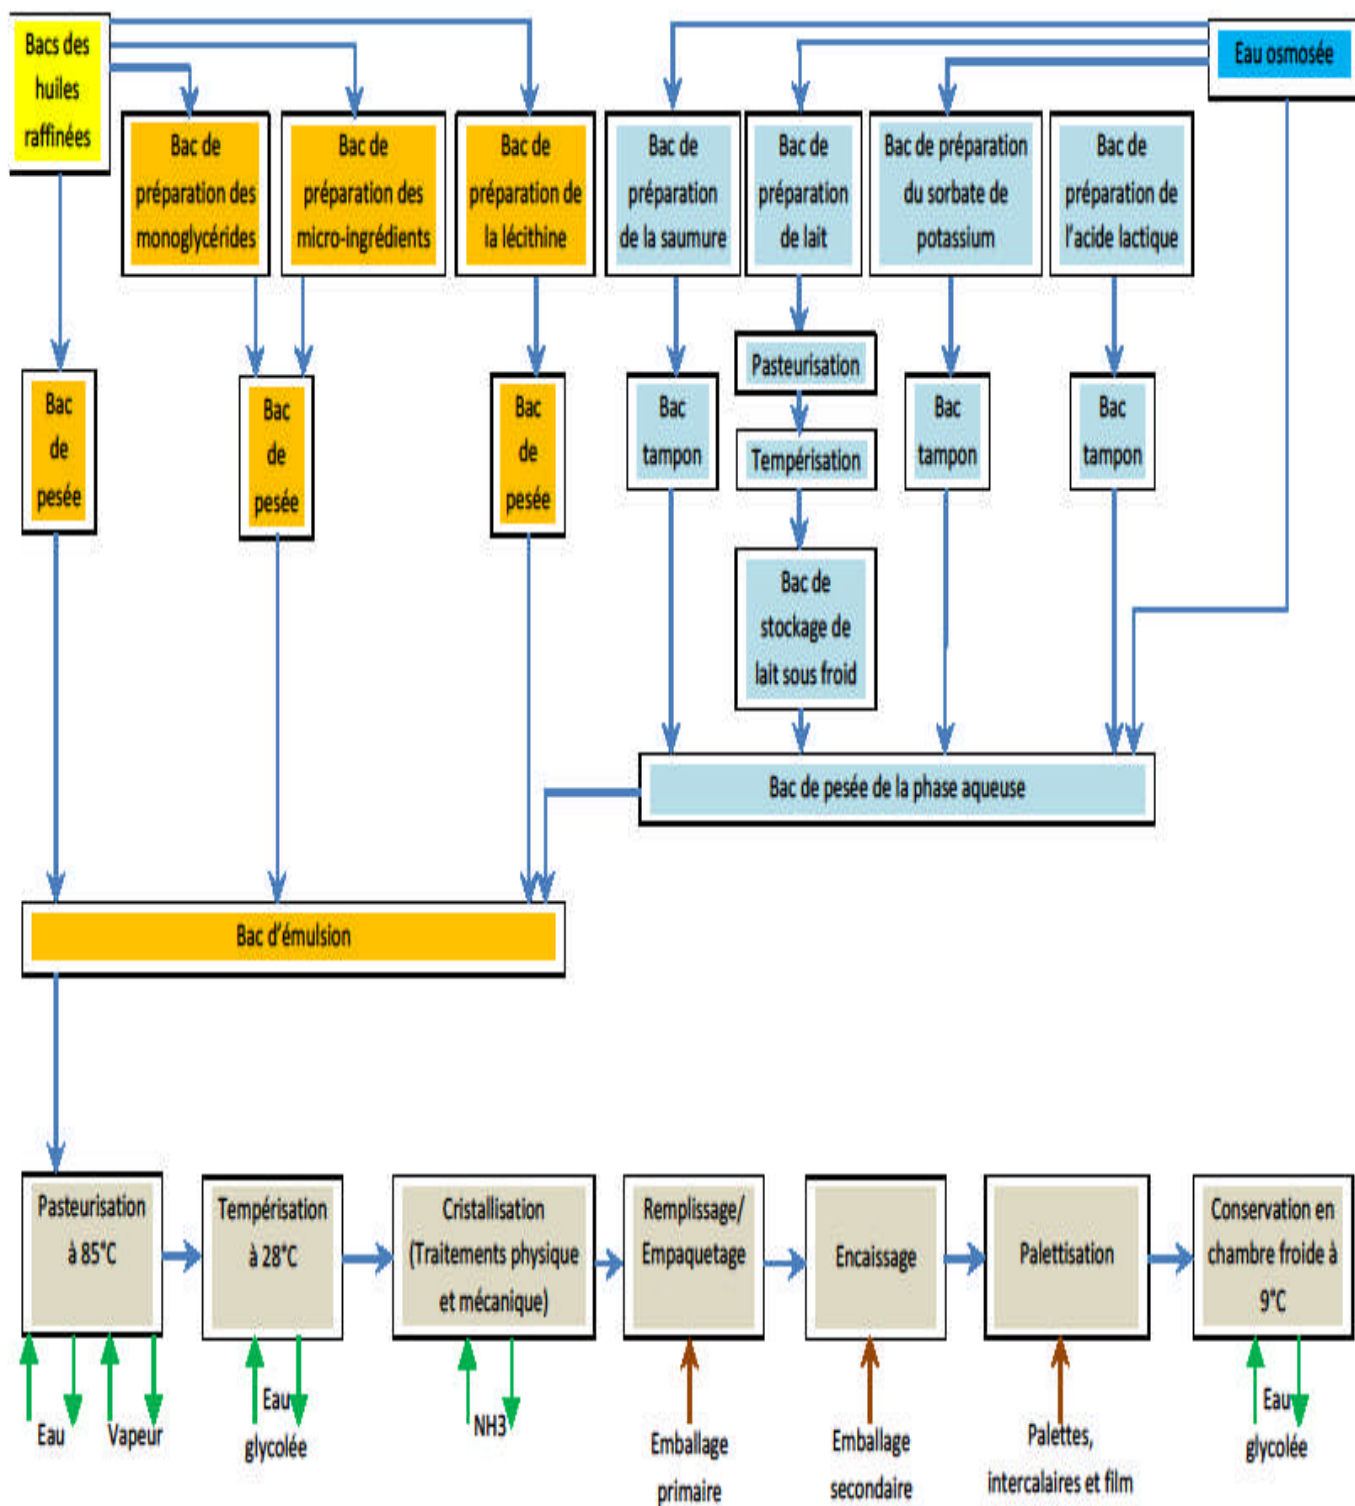 Bacs des
huiles
raffinées
Eau osmosée
Bac de
préparation des
monoglycérides
Bac de
préparation des
micro-ingrédients
Bac de
préparation de
la lécithine
Bac de
préparation
de la saumure
Bac de
préparation
de lait
Bac de préparation
du sorbate de
potassium
Bac de
préparation de
l'acide lactique
Pasteurisation
Tempérisation
Bac
de
pesée
Bac
de
pesée
Bac
de
pesée
Bac
tampon
Bac
tampon
Bac
tampon
Bac de
stockage de
lait sous froid
Bac de pesée de la phase aqueuse
Bac d'émulsion
Pasteurisation
à 85°C
Tempérisation
à 28°C
Cristallisation
(Traitements physique
et mécanique)
Remplissage/
Empaquetage
Encaissage
Palettisation
Conservation en
chambre froide à
9°C
Eau
Vapeur
Eau
glycolée
NH3
Emballage
primaire
Emballage
secondaire
Palettes,
intercalaires et film
Eau
glycolée